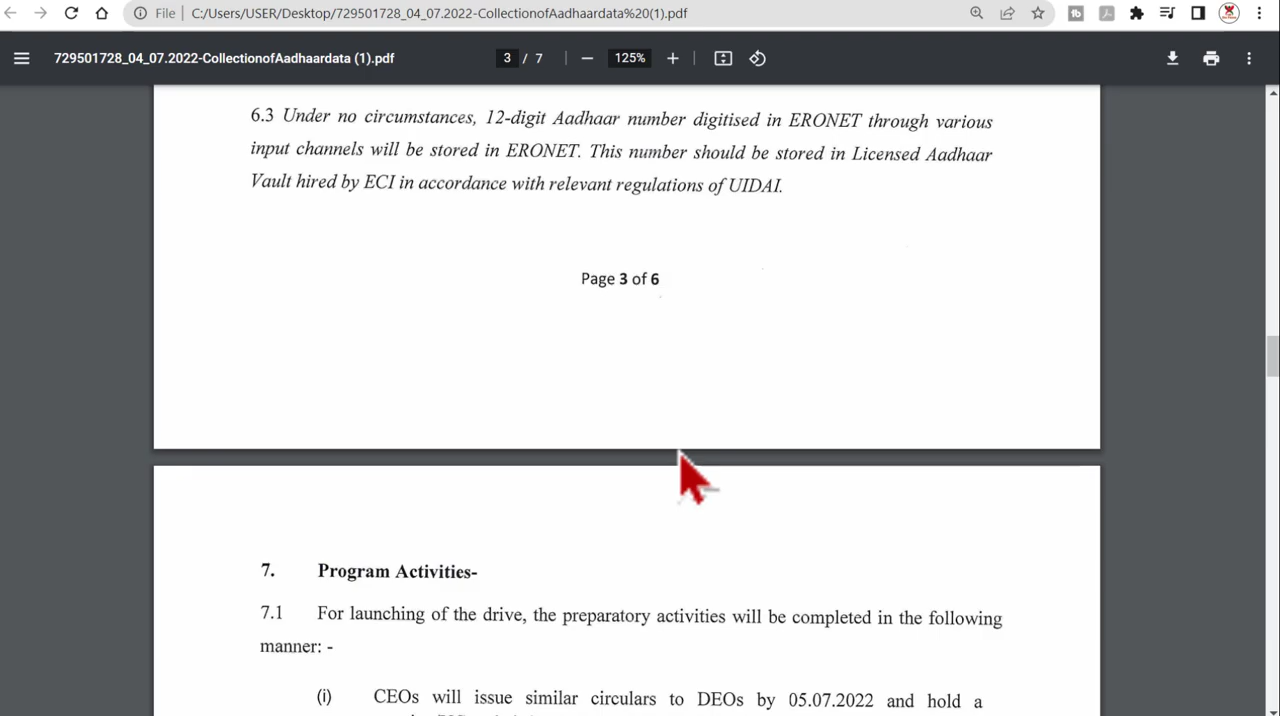 File C:/Users/USER/Desktop/729501728_04_07.2022-CollectionofAadhaardata%20(1).pdf
729501728_04_07.2022-CollectionofAadhaardata (1).pdf 3 / 7 125%
6.3 Under no circumstances, 12-digit Aadhaar number digitised in ERONET through various
input channels will be stored in ERONET. This number should be stored in Licensed Aadhaar
Vault hired by ECI in accordance with relevant regulations of UIDAI.
Page 3 of 6
7. Program Activities-
7.1 For launching of the drive, the preparatory activities will be completed in the following
manner: -
(i) CEOs will issue similar circulars to DEOs by 05.07.2022 and hold a